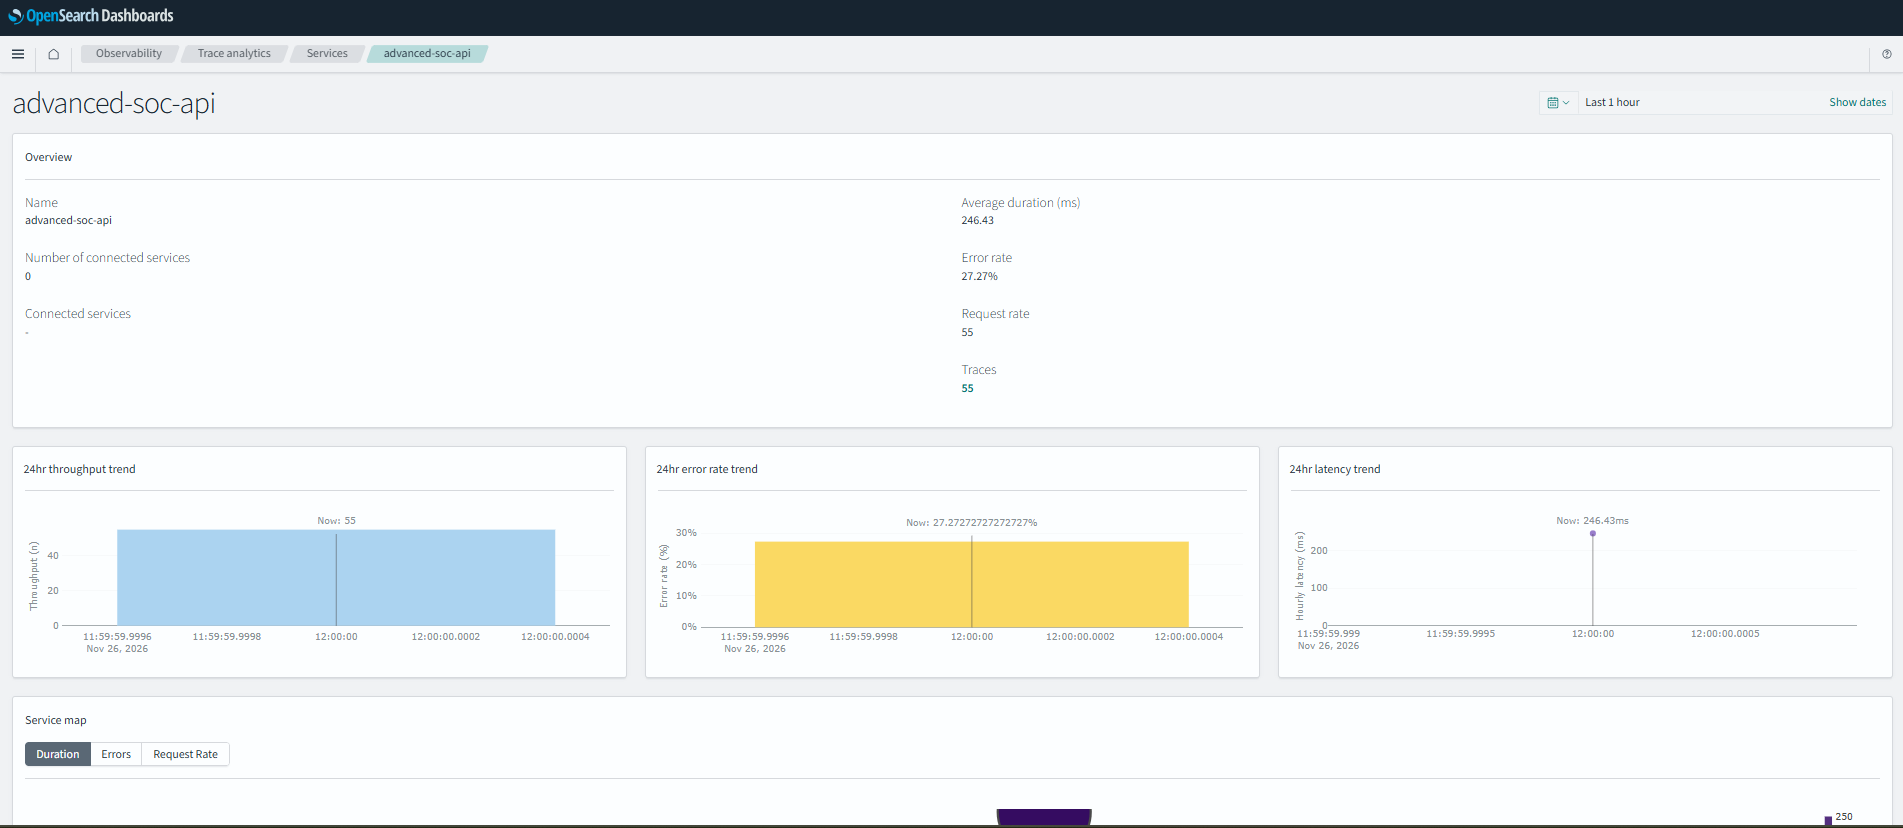 OpenSearch Dashboards
Observability
Trace analytics
Services
advanced-soc-api
advanced-soc-api
Last 1 hour
Show dates
Overview
Name
advanced-soc-api
Number of connected services
0
Connected services
-
Average duration (ms)
246.43
Error rate
27.27%
Request rate
55
Traces
55
24hr throughput trend
Now: 55
Throughput (n)
40
20
0
11:59:59.9996
Nov 26, 2026
11:59:59.9998
12:00:00
12:00:00.0002
12:00:00.0004
24hr error rate trend
Now: 27.27272727272727%
Error rate (%)
30%
20%
10%
0%
11:59:59.9996
Nov 26, 2026
11:59:59.9998
12:00:00
12:00:00.0002
12:00:00.0004
24hr latency trend
Now: 246.43ms
Hourly latency (ms)
200
100
0
11:59:59.999
Nov 26, 2026
11:59:59.9995
12:00:00
12:00:00.0005
Service map
Duration
Errors
Request Rate
250